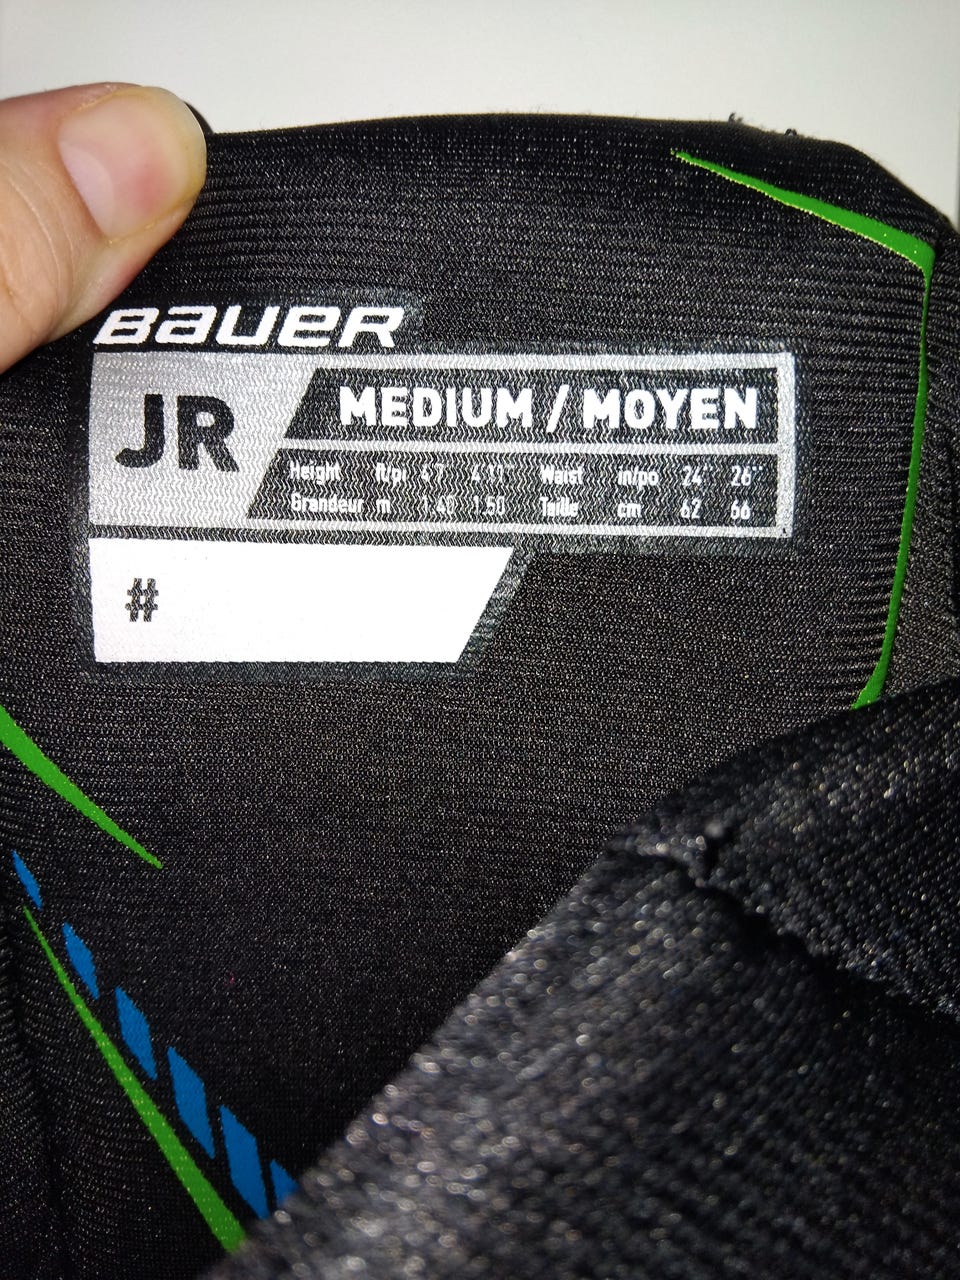 BAUER
JR
MEDIUM / MOYEN
Height ft/pi 4'7" 4'11" Waist in/po 24" 26"
Grandeur m 1.40 1.50 Taille cm 62 66
#